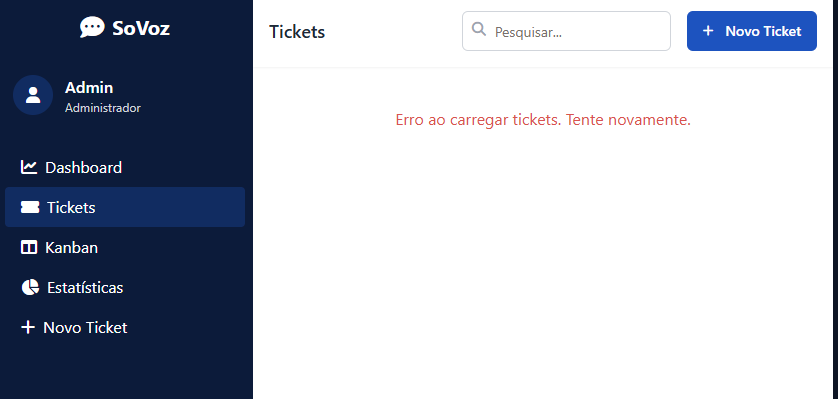 SoVoz
Admin
Administrador
Dashboard
Tickets
Kanban
Estatísticas
Novo Ticket
Tickets
Pesquisar...
Novo Ticket
Erro ao carregar tickets. Tente novamente.